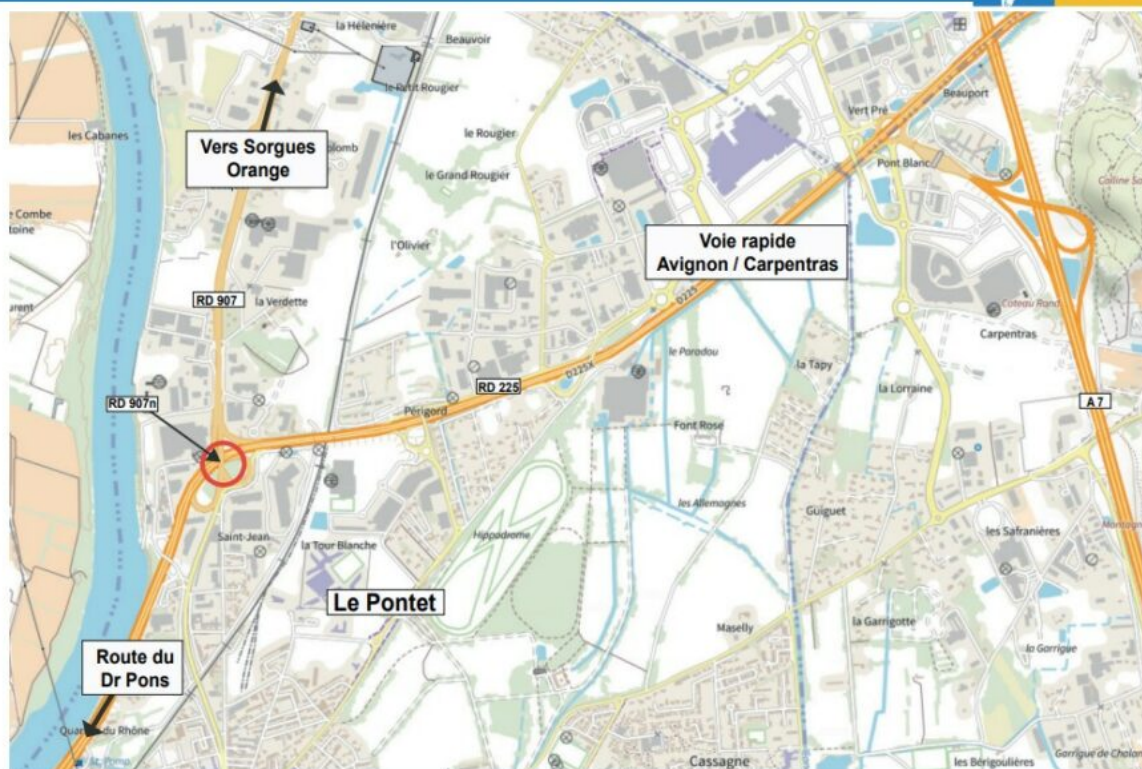 la Hélenière
Beauvoir
le Petit Rougier
Vers Sorgues
Orange
les Cabanes
le Rougier
le Grand Rougier
Vert Pré
Beauport
Pont Blanc
l'Olivier
Voie rapide
Avignon / Carpentras
D225
RD 907
la Verdette
Coteau Rand
Carpentras
le Paradou
la Tapy
D225X
RD 225
la Lorraine
A 7
RD 907n
Périgord
Font Rose
les Allemagnes
Guiguet
Saint-Jean
la Tour Blanche
Hippodrome
les Safranières
Le Pontet
la Garrigotte
Maselly
la Garrigue
Route du
Dr Pons
Cassagne
les Bérigoulières